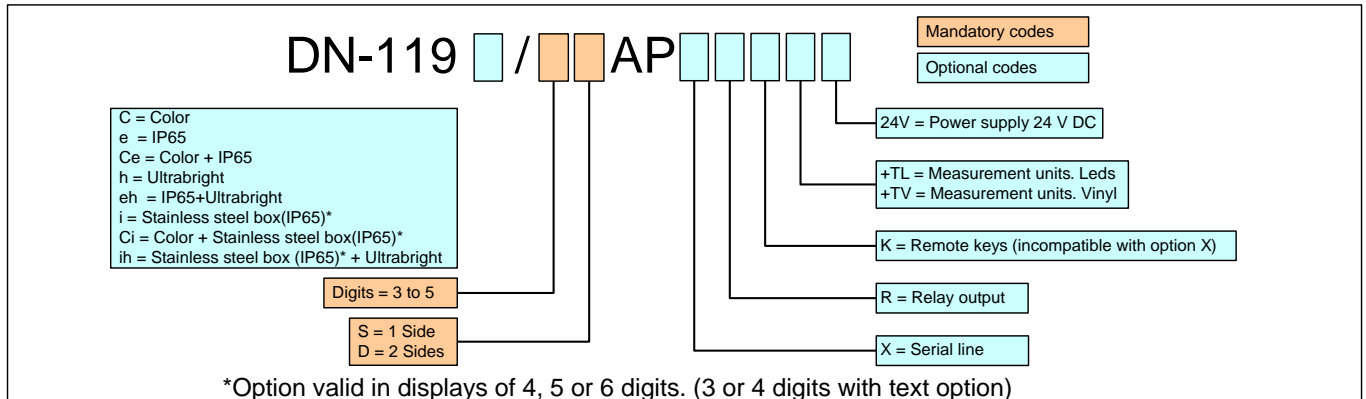 DN-119 / AP
Mandatory codes
Optional codes
C = Color
e = IP65
Ce = Color + IP65
h = Ultrabright
eh = IP65+Ultrabright
i = Stainless steel box(IP65)*
Ci = Color + Stainless steel box(IP65)*
ih = Stainless steel box (IP65)* + Ultrabright
Digits = 3 to 5
S = 1 Side
D = 2 Sides
24V = Power supply 24 V DC
+TL = Measurement units. Leds
+TV = Measurement units. Vinyl
K = Remote keys (incompatible with option X)
R = Relay output
X = Serial line
*Option valid in displays of 4, 5 or 6 digits. (3 or 4 digits with text option)